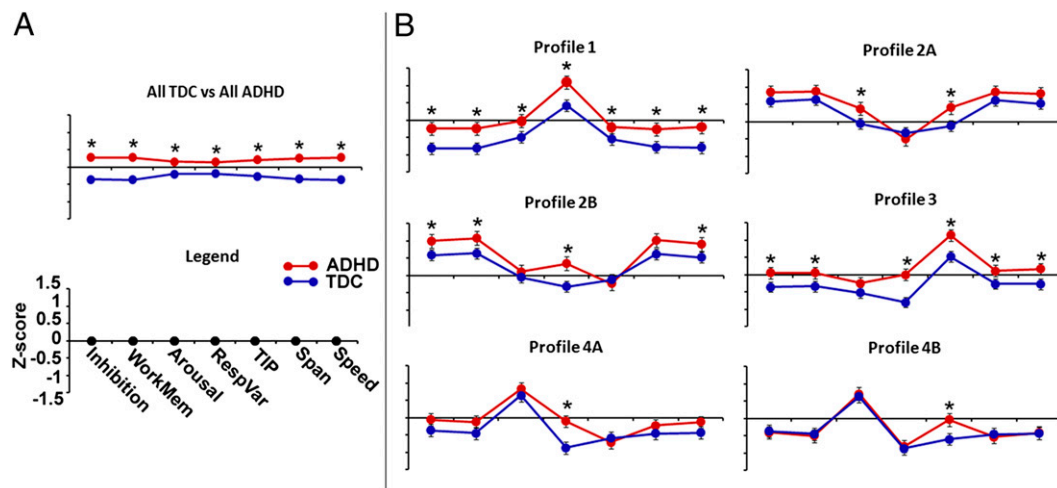 A
All TDC vs All ADHD
* * * * * * *
Legend
ADHD
TDC
Z-score
1.5
1
0.5
0
-0.5
-1
-1.5
Inhibition
WorkMem
Arousal
RespVar
TIP
Span
Speed
B
Profile 1
* * * * * * *
Profile 2A
* *
Profile 2B
* * * *
Profile 3
* * * * * *
Profile 4A
*
Profile 4B
*